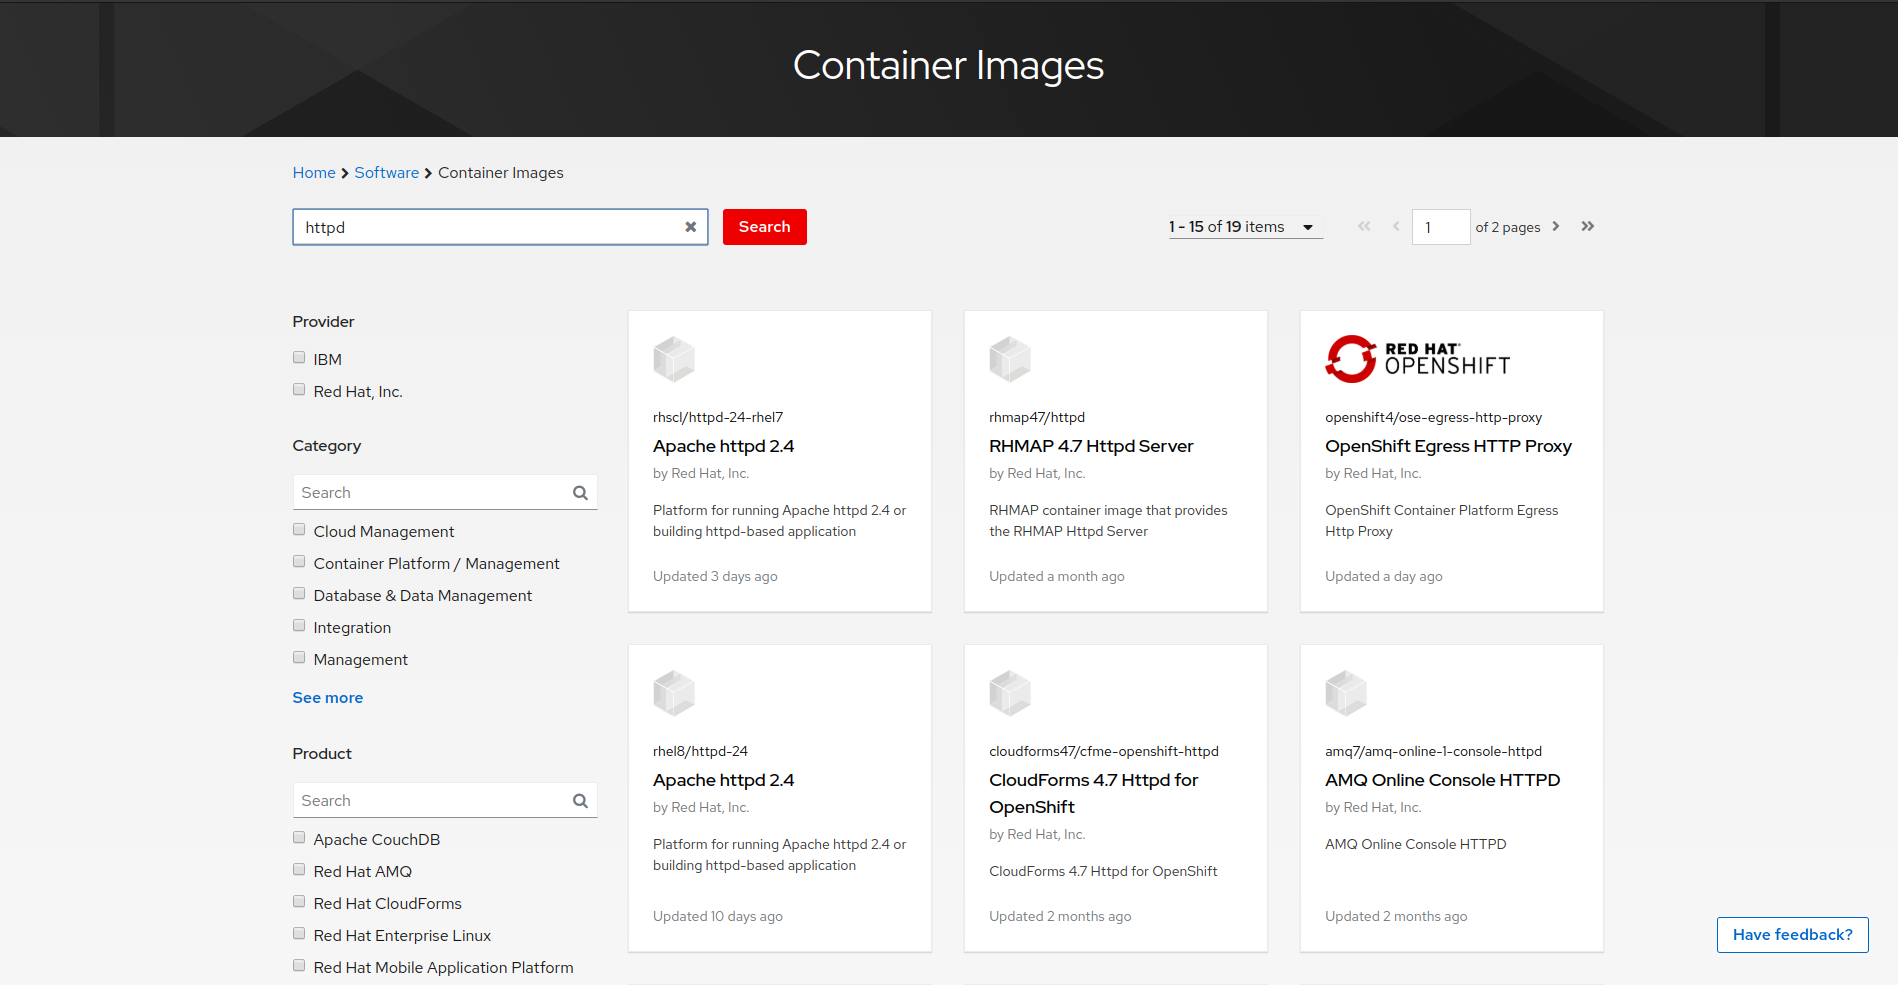 Container Images
Home > Software > Container Images
httpd
Search
1 - 15 of 19 items
1
of 2 pages
Provider
IBM
Red Hat, Inc.
Category
Search
Cloud Management
Container Platform / Management
Database & Data Management
Integration
Management
See more
Product
Search
Apache CouchDB
Red Hat AMQ
Red Hat CloudForms
Red Hat Enterprise Linux
Red Hat Mobile Application Platform
rhscl/httpd-24-rhel7
Apache httpd 2.4
by Red Hat, Inc.
Platform for running Apache httpd 2.4 or
building httpd-based application
Updated 3 days ago
rhmap47/httpd
RHMAP 4.7 Httpd Server
by Red Hat, Inc.
RHMAP container image that provides
the RHMAP Httpd Server
Updated a month ago
RED HAT
OPENSHIFT
openshift4/ose-egress-http-proxy
OpenShift Egress HTTP Proxy
by Red Hat, Inc.
OpenShift Container Platform Egress
Http Proxy
Updated a day ago
rhel8/httpd-24
Apache httpd 2.4
by Red Hat, Inc.
Platform for running Apache httpd 2.4 or
building httpd-based application
Updated 10 days ago
cloudforms47/cfme-openshift-httpd
CloudForms 4.7 Httpd for
OpenShift
by Red Hat, Inc.
CloudForms 4.7 Httpd for OpenShift
Updated 2 months ago
amq7/amq-online-1-console-httpd
AMQ Online Console HTTPD
by Red Hat, Inc.
AMQ Online Console HTTPD
Updated 2 months ago
Have feedback?